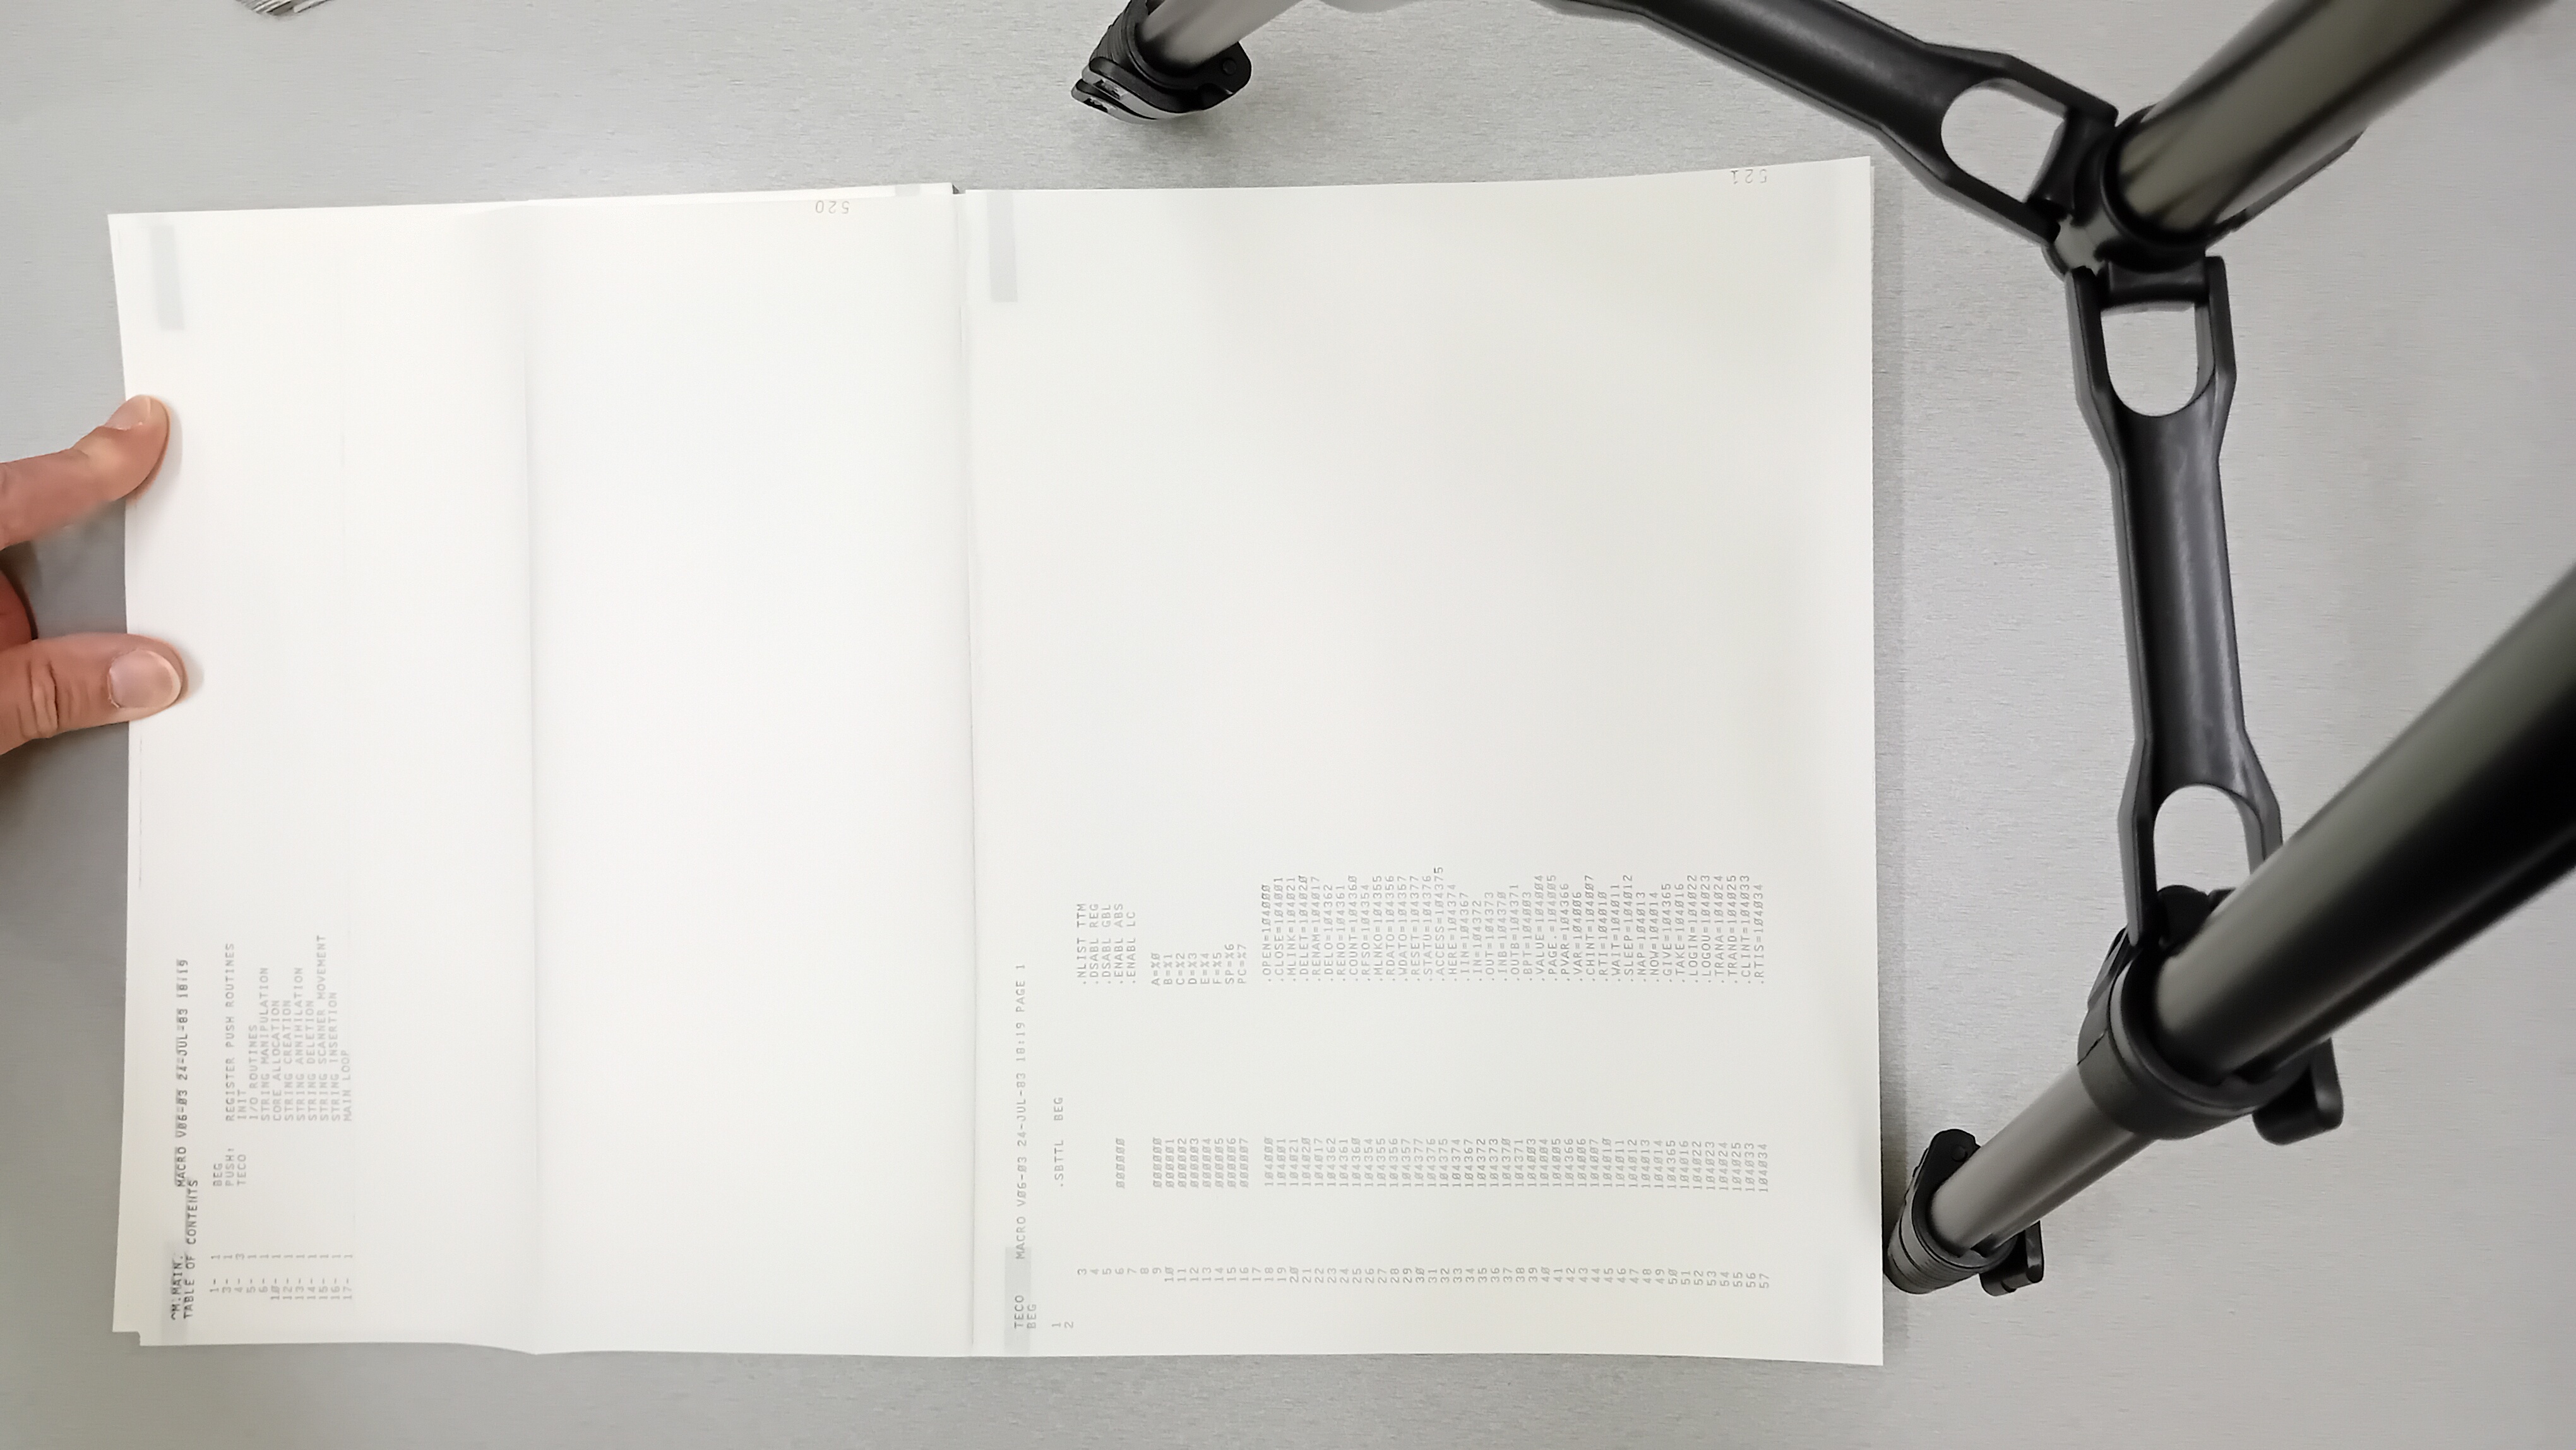 .MAIN. MACRO V06-03 24-JUL-83 18:19
TABLE OF CONTENTS
1- 1 BEG
3- 1 PUSH, REGISTER PUSH ROUTINES
4- 3 TECO INIT
5- 1 I/O ROUTINES
6- 1 STRING MANIPULATION
10- 1 CORE ALLOCATION
12- 1 STRING CREATION
13- 1 STRING ANNIHILATION
14- 1 STRING DELETION
15- 1 STRING SCANNER MOVEMENT
16- 1 STRING INSERTION
17- 1 MAIN LOOP
520
TECO MACRO V06-03 24-JUL-83 18:19 PAGE 1
BEG
1
2 .SBTTL BEG
3 .NLIST TTM
4 .DSABL REG
5 .DSABL GBL
6 000000 .ENABL ABS
7 .ENABL LC
8
9 000000 A=%0
10 000001 B=%1
11 000002 C=%2
12 000003 D=%3
13 000004 E=%4
14 000005 F=%5
15 000006 SP=%6
16 000007 PC=%7
17
18 104000 .OPEN=104000
19 104001 .CLOSE=104001
20 104021 .MLINK=104021
21 104020 .DELET=104020
22 104017 .RENAM=104017
23 104362 .DELO=104362
24 104361 .RENO=104361
25 104360 .COUNT=104360
26 104354 .RFSO=104354
27 104355 .MLNKO=104355
28 104356 .RDATO=104356
29 104357 .WDATO=104357
30 104377 .RESET=104377
31 104376 .STATU=104376
32 104375 .ACCESS=104375
33 104374 .HERE=104374
34 104367 .IIN=104367
35 104372 .IN=104372
36 104373 .OUT=104373
37 104370 .INB=104370
38 104371 .OUTB=104371
39 104003 .BPT=104003
40 104004 .VALUE=104004
41 104005 .PAGE=104005
42 104366 .PVAR=104366
43 104006 .VAR=104006
44 104007 .CHINT=104007
45 104010 .RTI=104010
46 104011 .WAIT=104011
47 104012 .SLEEP=104012
48 104013 .NAP=104013
49 104014 .NOW=104014
50 104365 .GIVE=104365
51 104016 .TAKE=104016
52 104022 .LOGIN=104022
53 104023 .LOGOU=104023
54 104024 .TRANA=104024
55 104025 .TRAND=104025
56 104033 .CLINT=104033
57 104034 .RTIS=104034
521